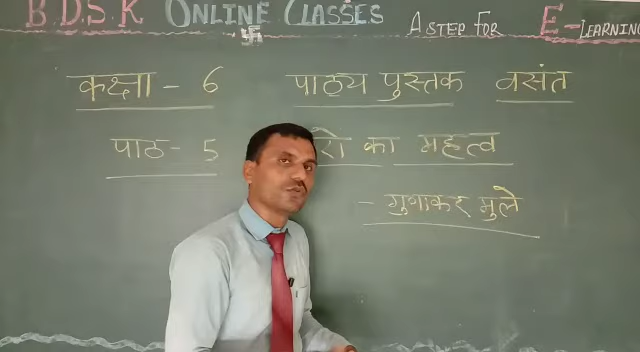 B.D.S.K ONLINE CLASSES A STEP FOR E-LEARNING
कक्षा - 6 पाठ्य पुस्तक वसंत
पाठ - 5 रो का महत्व
- गुणाकर मुले